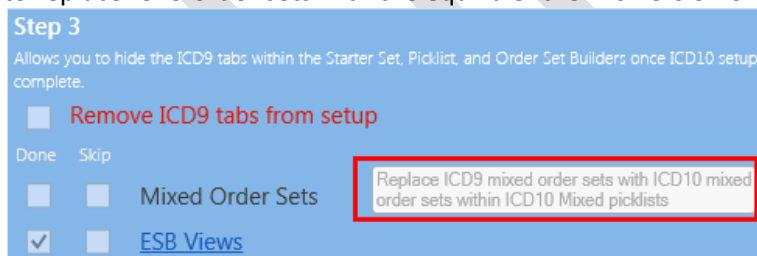 Step 3
Allows you to hide the ICD9 tabs within the Starter Set, Picklist, and Order Set Builders once ICD10 setup
complete.
Remove ICD9 tabs from setup
Done Skip
Mixed Order Sets
Replace ICD9 mixed order sets with ICD10 mixed
order sets within ICD10 Mixed picklists
ESB Views